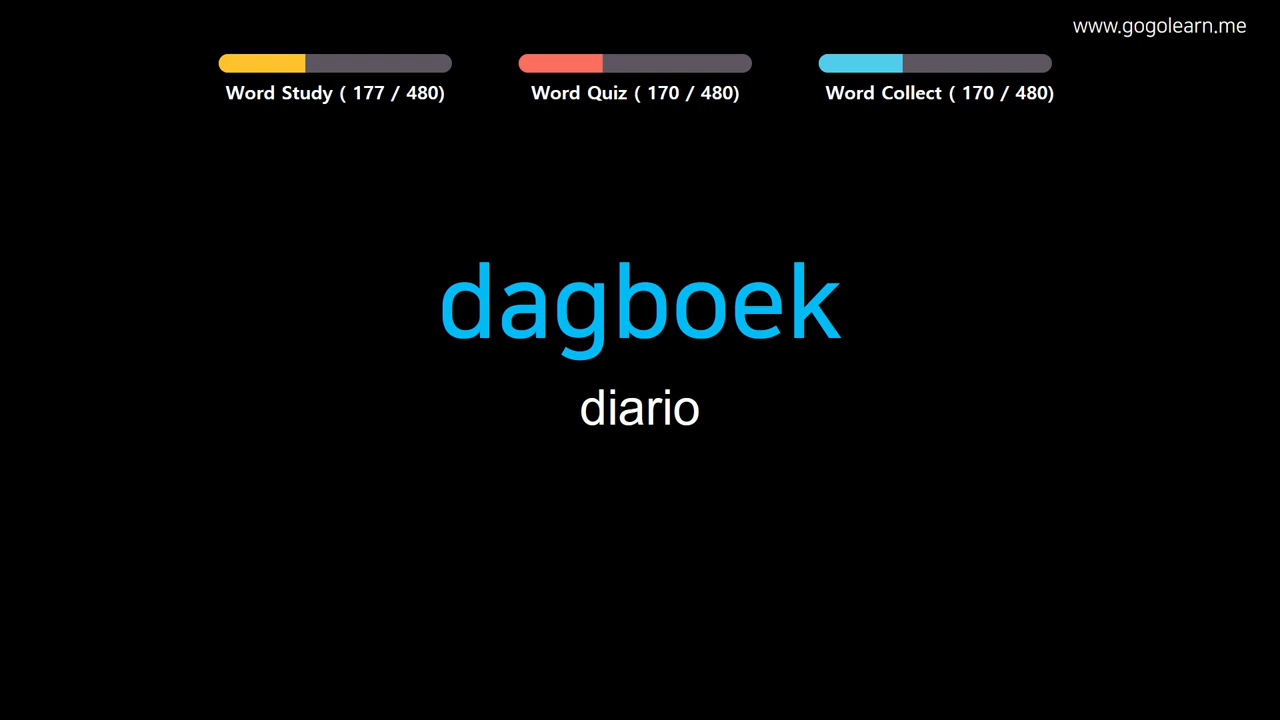 www.gogolearn.me
Word Study ( 177 / 480)
Word Quiz ( 170 / 480)
Word Collect ( 170 / 480)
dagboek
diario